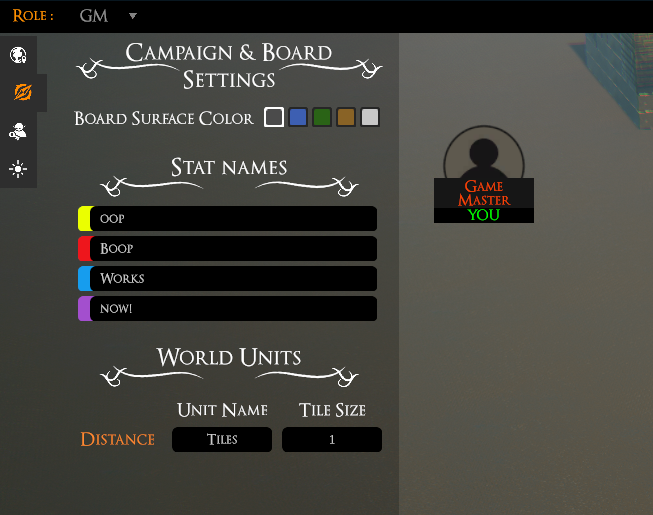 Role : GM
Campaign & Board
Settings
Board Surface Color
Stat names
oop
Boop
Works
now!
World Units
Unit Name Tile Size
Distance Tiles 1
Game
Master
YOU